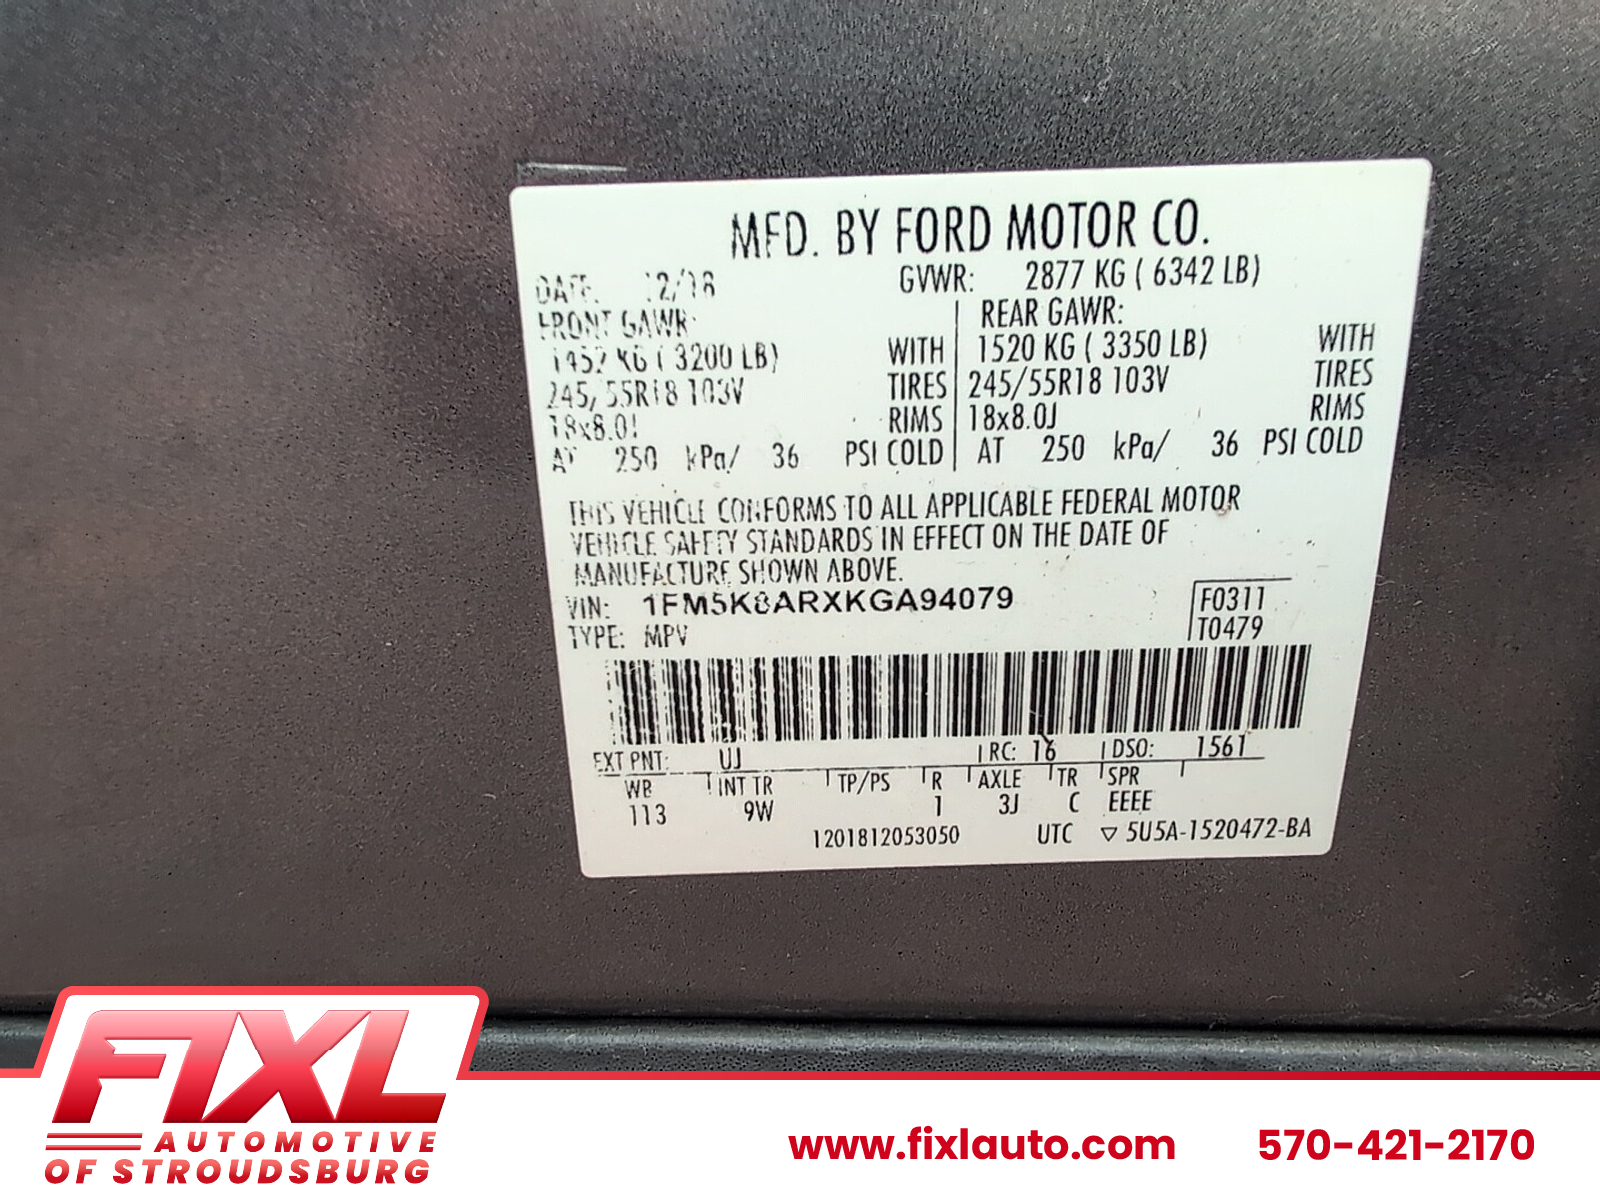 MFD. BY FORD MOTOR CO.
DATE: 12/18 GVWR: 2877 KG ( 6342 LB)
FRONT GAWR: REAR GAWR:
1452 KG ( 3200 LB) WITH 1520 KG ( 3350 LB) WITH
245/55R18 103V TIRES 245/55R18 103V TIRES
18x8.0J RIMS 18x8.0J RIMS
AT 250 kPa/ 36 PSI COLD AT 250 kPa/ 36 PSI COLD
THIS VEHICLE CONFORMS TO ALL APPLICABLE FEDERAL MOTOR
VEHICLE SAFETY STANDARDS IN EFFECT ON THE DATE OF
MANUFACTURE SHOWN ABOVE.
VIN: 1FM5K8ARXKGA94079 F0311
TYPE: MPV T0479
EXT PNT: UJ RC: 16 DSO: 1561
WB INT TR TP/PS R AXLE TR SPR
113 9W 1 3J C EEEE
1201812053050 UTC ▽ 5U5A-1520472-BA
FIXL
AUTOMOTIVE
OF STROUDSBURG
www.fixlauto.com 570-421-2170